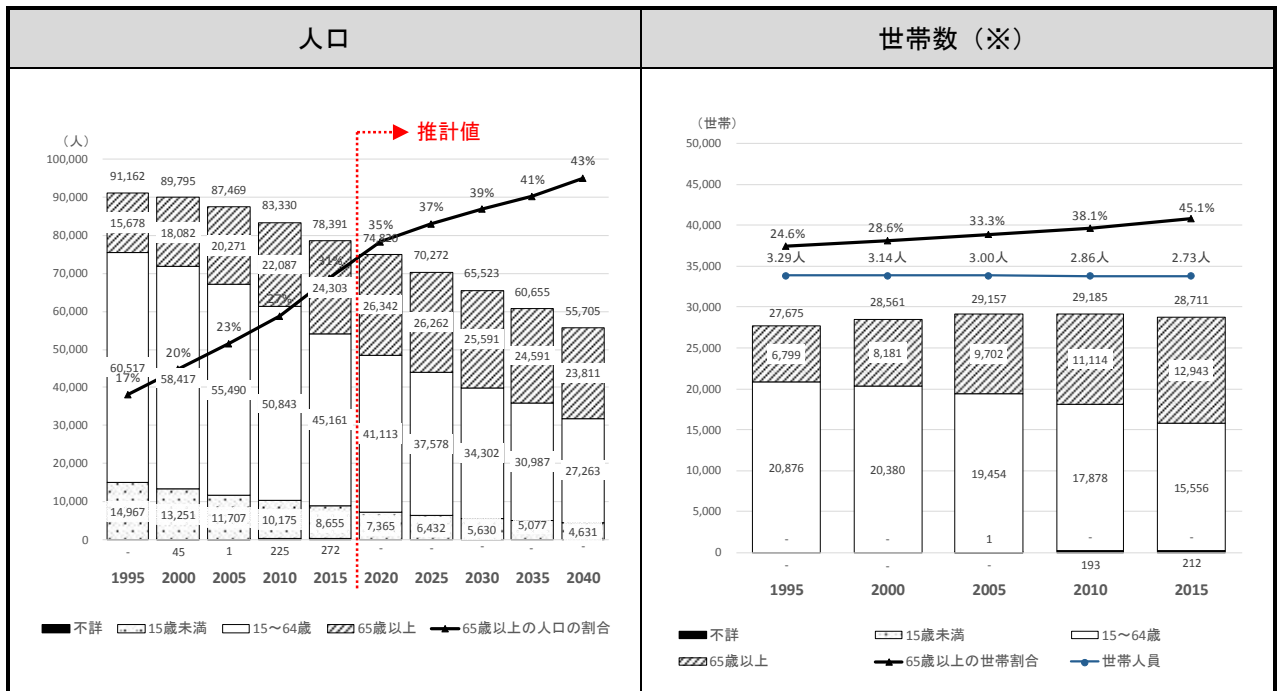 人口
世帯数（※）
推計値
（人）
100,000
90,000
80,000
70,000
60,000
50,000
40,000
30,000
20,000
10,000
0
91,162 89,795 87,469 83,330 78,391 74,820 70,272 65,523 60,655 55,705
17% 20% 23% 27% 31% 35% 37% 39% 41% 43%
15,678 18,082 20,271 22,087 24,303 26,342 26,262 25,591 24,591 23,811
60,517 58,417 55,490 50,843 45,161 41,113 37,578 34,302 30,987 27,263
14,967 13,251 11,707 10,175 8,655 7,365 6,432 5,630 5,077 4,631
- 45 1 225 272 - - - - -
1995 2000 2005 2010 2015 2020 2025 2030 2035 2040
不詳 15歳未満 15～64歳 65歳以上 65歳以上の人口の割合
（世帯）
50,000
45,000
40,000
35,000
30,000
25,000
20,000
15,000
10,000
5,000
0
24.6% 28.6% 33.3% 38.1% 45.1%
3.29人 3.14人 3.00人 2.86人 2.73人
27,675 28,561 29,157 29,185 28,711
6,799 8,181 9,702 11,114 12,943
20,876 20,380 19,454 17,878 15,556
- - 1 - -
- - - 193 212
1995 2000 2005 2010 2015
不詳 15歳未満 15～64歳
65歳以上 65歳以上の世帯割合 世帯人員